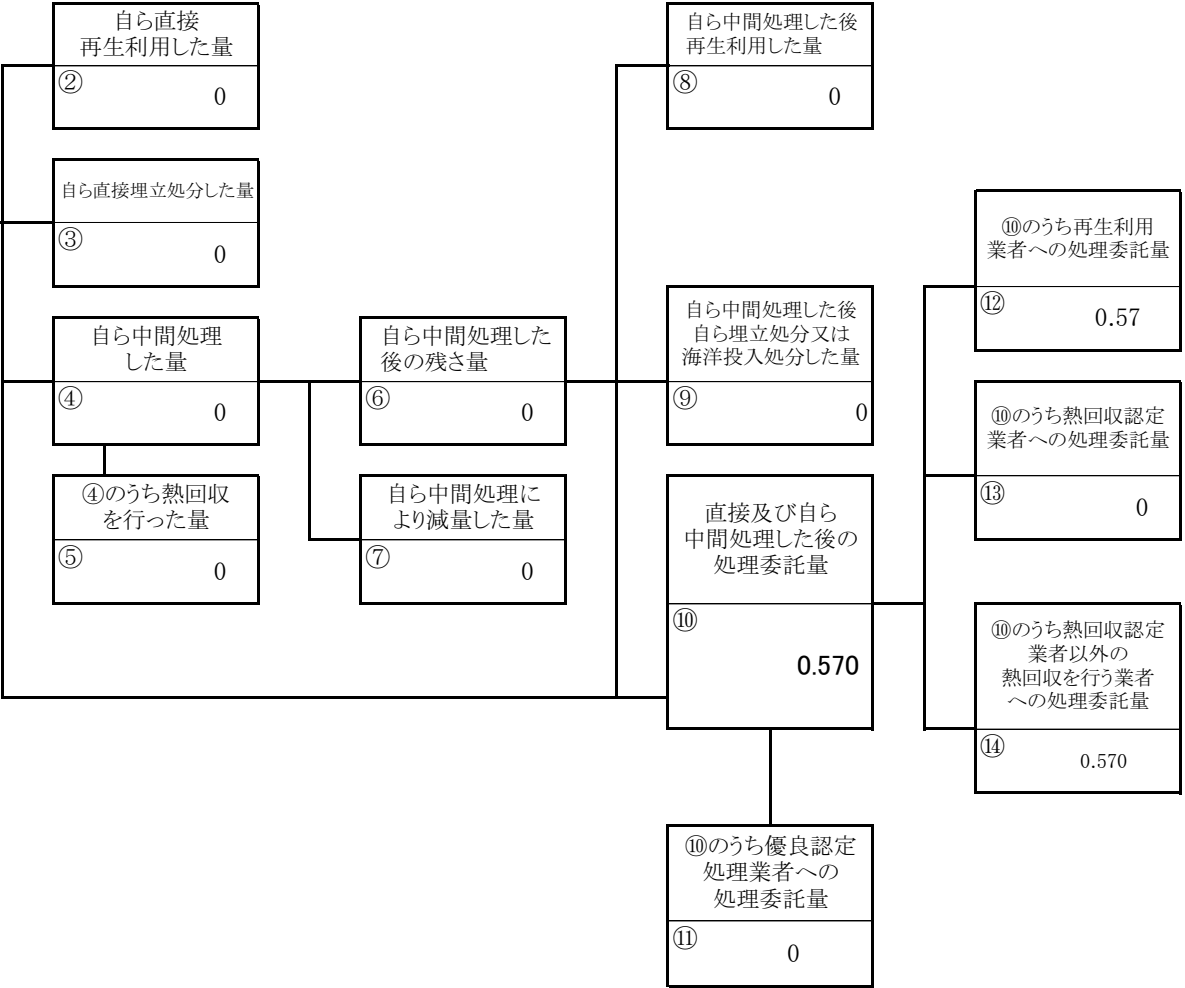 自ら直接
再生利用した量
②
0
自ら直接埋立処分した量
③
0
自ら中間処理
した量
④
0
④のうち熱回収
を行った量
⑤
0
自ら中間処理した
後の残さ量
⑥
0
自ら中間処理に
より減量した量
⑦
0
自ら中間処理した後
再生利用した量
⑧
0
自ら中間処理した後
自ら埋立処分又は
海洋投入処分した量
⑨
0
直接及び自ら
中間処理した後の
処理委託量
⑩
0.570
⑩のうち優良認定
処理業者への
処理委託量
⑪
0
⑩のうち再生利用
業者への処理委託量
⑫
0.57
⑩のうち熱回収認定
業者への処理委託量
⑬
0
⑩のうち熱回収認定
業者以外の
熱回収を行う業者
への処理委託量
⑭
0.570